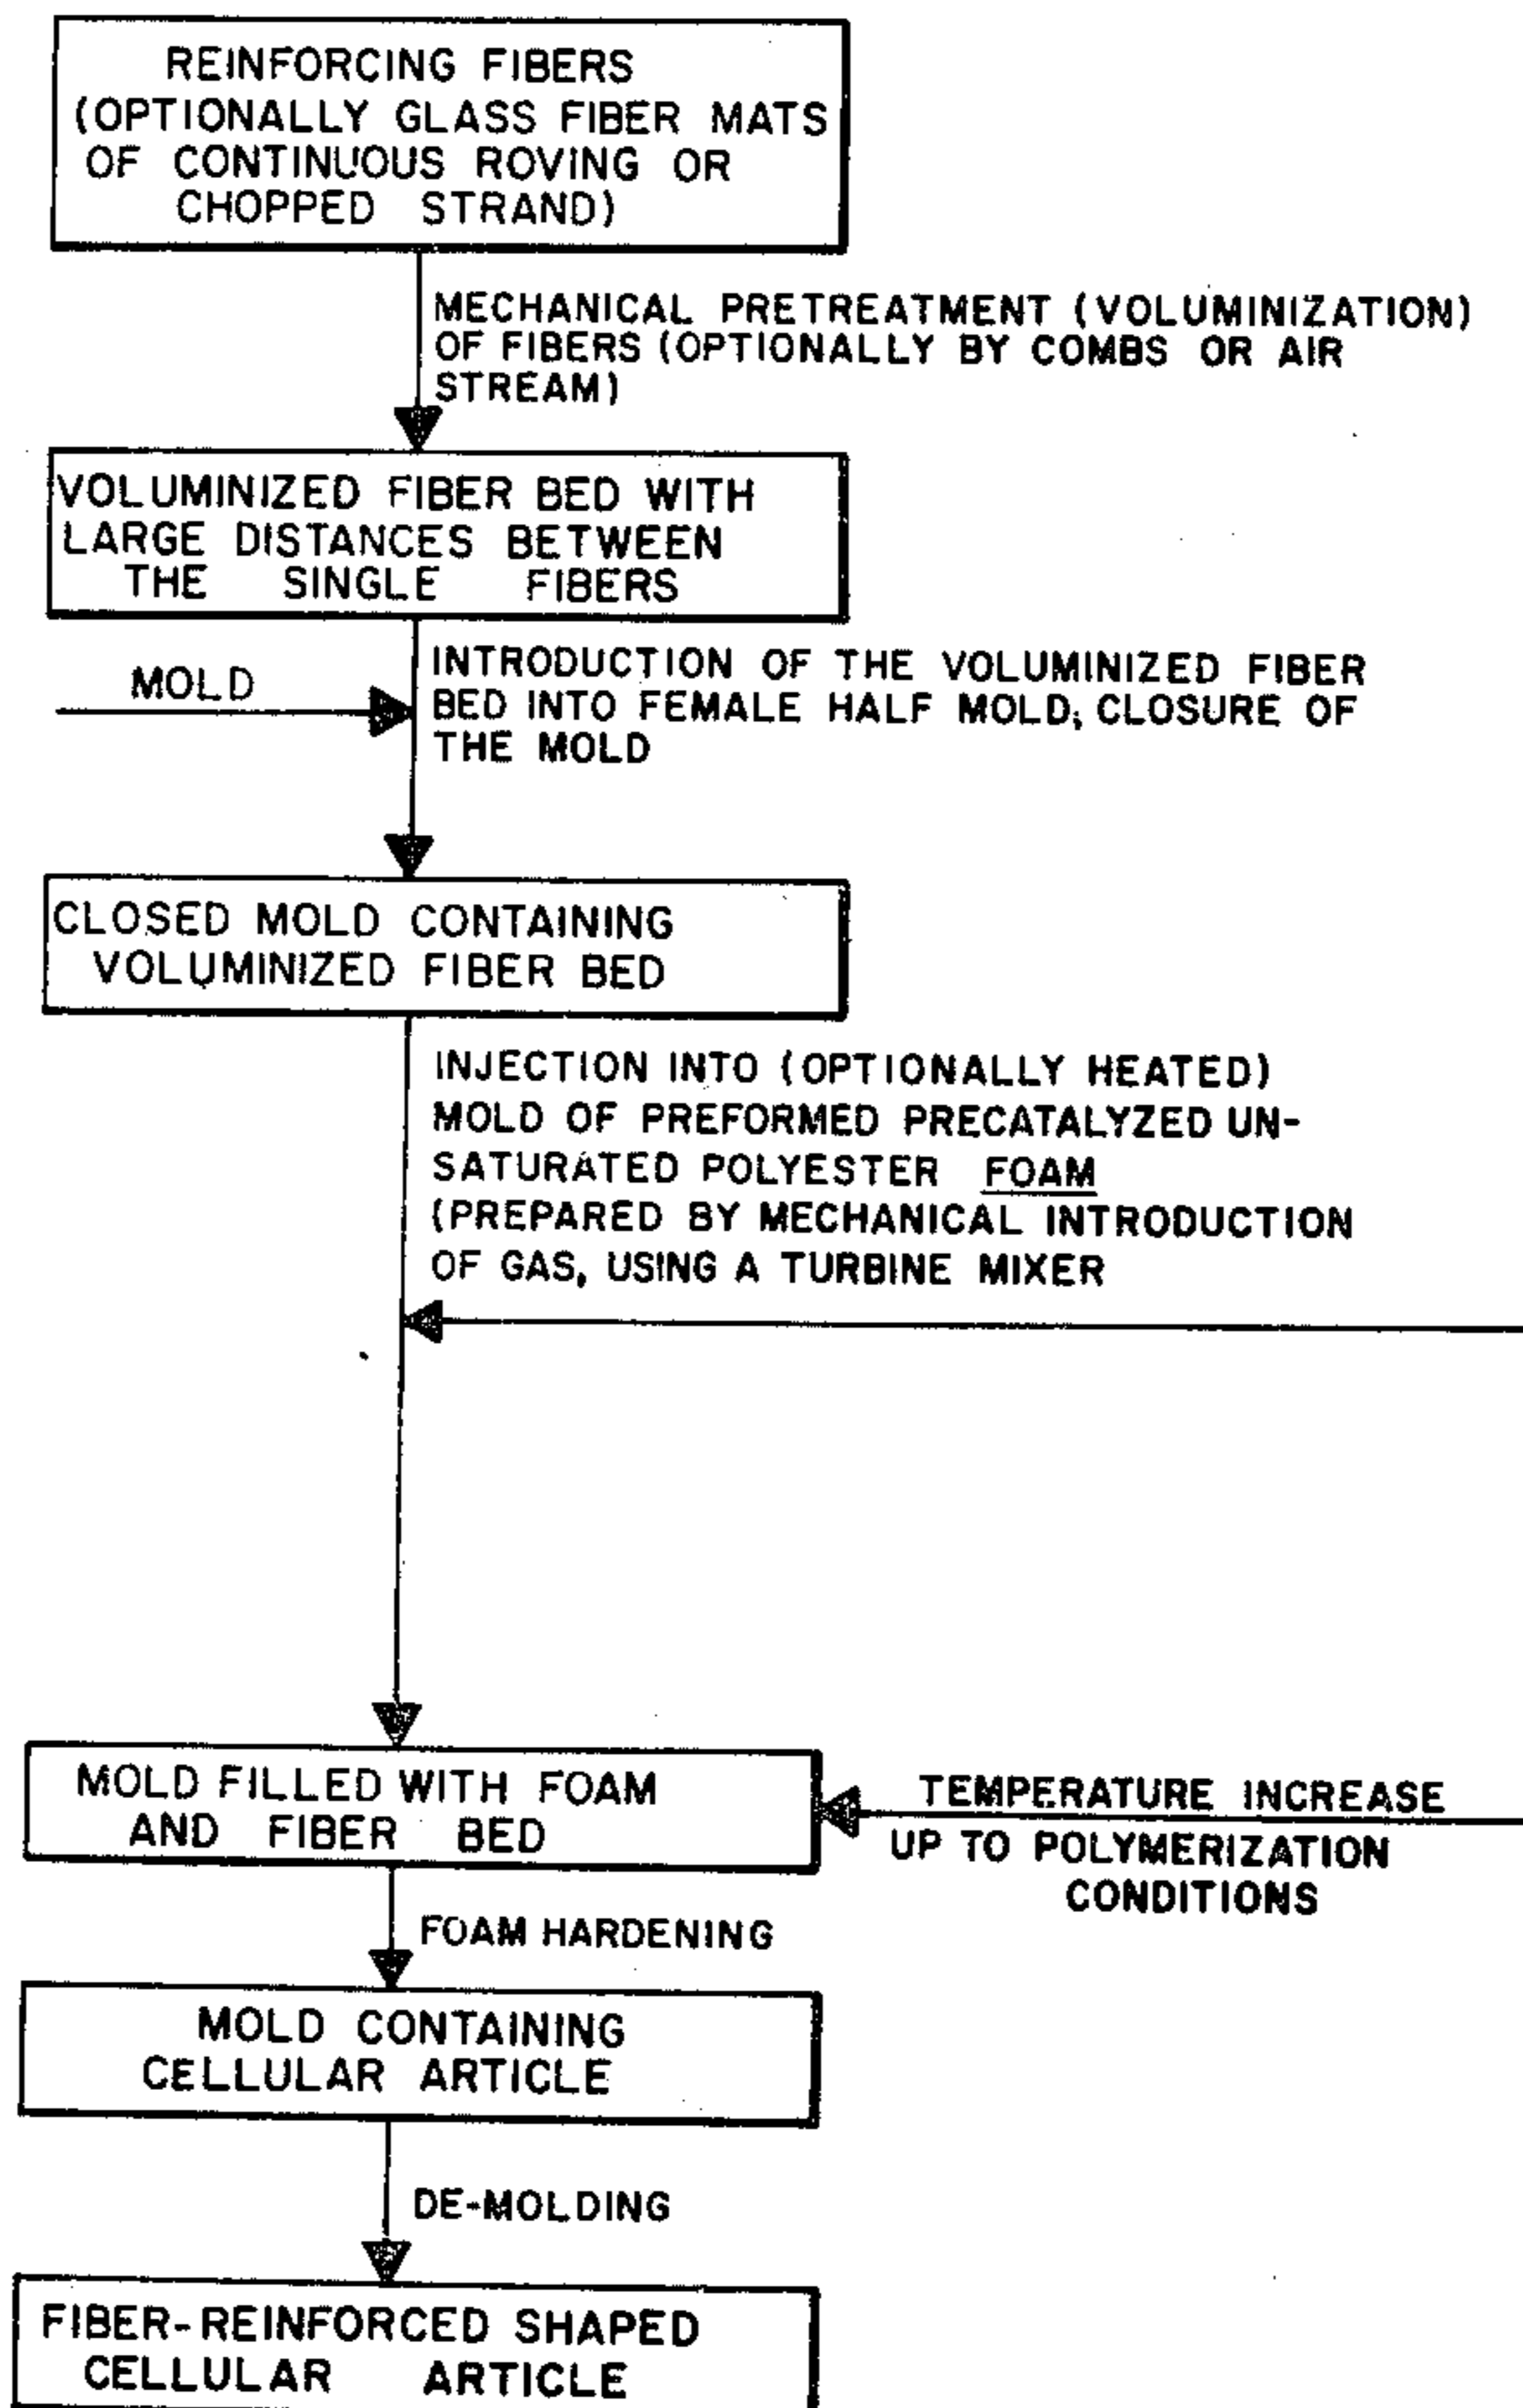 REINFORCING FIBERS
(OPTIONALLY GLASS FIBER MATS
OF CONTINUOUS ROVING OR
CHOPPED STRAND)
MECHANICAL PRETREATMENT (VOLUMINIZATION)
OF FIBERS (OPTIONALLY BY COMBS OR AIR
STREAM)
VOLUMINIZED FIBER BED WITH
LARGE DISTANCES BETWEEN
THE SINGLE FIBERS
MOLD
INTRODUCTION OF THE VOLUMINIZED FIBER
BED INTO FEMALE HALF MOLD; CLOSURE OF
THE MOLD
CLOSED MOLD CONTAINING
VOLUMINIZED FIBER BED
INJECTION INTO (OPTIONALLY HEATED)
MOLD OF PREFORMED PRECATALYZED UN-
SATURATED POLYESTER FOAM
(PREPARED BY MECHANICAL INTRODUCTION
OF GAS, USING A TURBINE MIXER
MOLD FILLED WITH FOAM
AND FIBER BED
TEMPERATURE INCREASE
UP TO POLYMERIZATION
CONDITIONS
FOAM HARDENING
MOLD CONTAINING
CELLULAR ARTICLE
DE-MOLDING
FIBER-REINFORCED SHAPED
CELLULAR ARTICLE